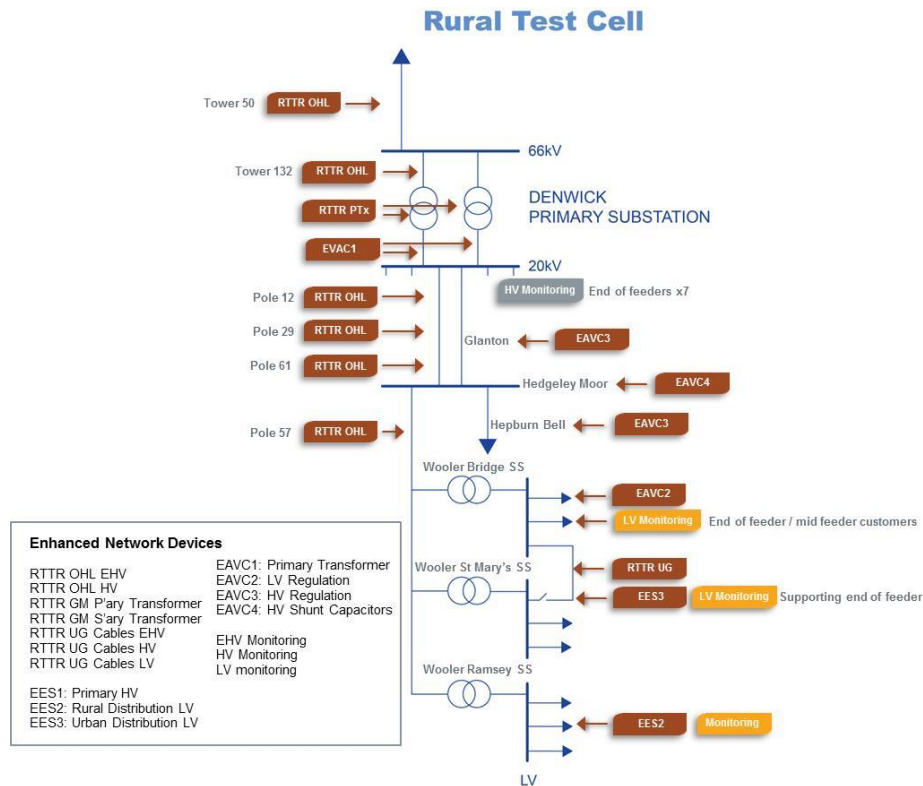 Rural Test Cell
Tower 50
RTTR OHL
66kV
Tower 132
RTTR OHL
RTTR PTx
DENWICK
PRIMARY SUBSTATION
EVAC1
20kV
HV Monitoring
End of feeders x7
Pole 12
RTTR OHL
Pole 29
RTTR OHL
Glanton
EAVC3
Pole 61
RTTR OHL
Hedgeley Moor
EAVC4
Pole 57
RTTR OHL
Hepburn Bell
EAVC3
Wooler Bridge SS
EAVC2
LV Monitoring
End of feeder / mid feeder customers
Wooler St Mary's SS
RTTR UG
EES3
LV Monitoring
Supporting end of feeder
Wooler Ramsey SS
EES2
Monitoring
LV
Enhanced Network Devices
RTTR OHL EHV
RTTR OHL HV
RTTR GM P'ary Transformer
RTTR GM S'ary Transformer
RTTR UG Cables EHV
RTTR UG Cables HV
RTTR UG Cables LV
EES1: Primary HV
EES2: Rural Distribution LV
EES3: Urban Distribution LV
EAVC1: Primary Transformer
EAVC2: LV Regulation
EAVC3: HV Regulation
EAVC4: HV Shunt Capacitors
EHV Monitoring
HV Monitoring
LV monitoring